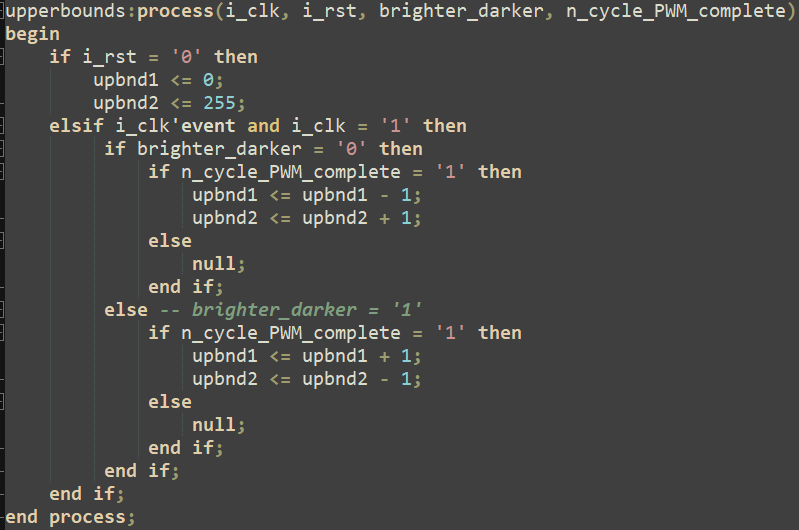 upperbounds:process(i_clk, i_rst, brighter_darker, n_cycle_PWM_complete)
begin
    if i_rst = '0' then
        upbnd1 <= 0;
        upbnd2 <= 255;
    elsif i_clk'event and i_clk = '1' then
        if brighter_darker = '0' then
            if n_cycle_PWM_complete = '1' then
                upbnd1 <= upbnd1 - 1;
                upbnd2 <= upbnd2 + 1;
            else
                null;
            end if;
        else -- brighter_darker = '1'
            if n_cycle_PWM_complete = '1' then
                upbnd1 <= upbnd1 + 1;
                upbnd2 <= upbnd2 - 1;
            else
                null;
            end if;
        end if;
    end if;
end process;